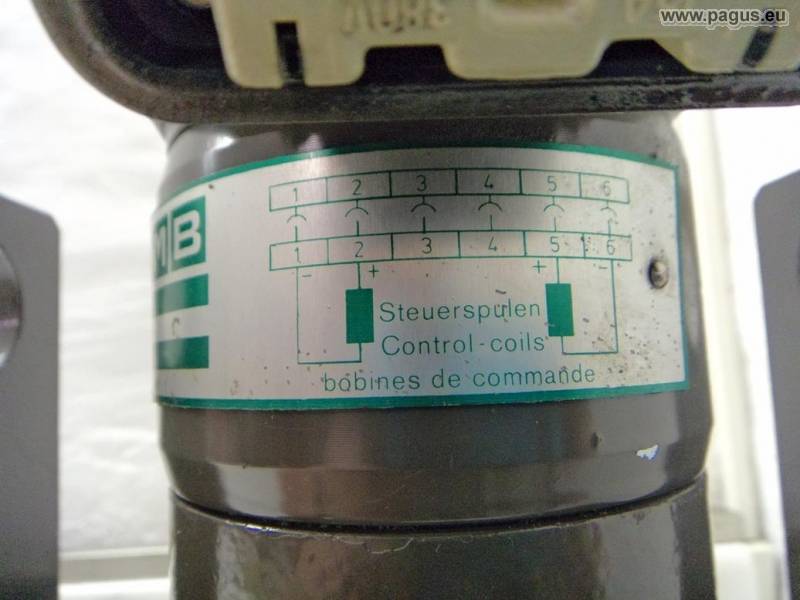 www.pagus.eu
380V
1 2 3 4 5 6
MB
1 2 3 4 5 6
- + + -
Steuerspulen
C
Control-coils
bobines de commande